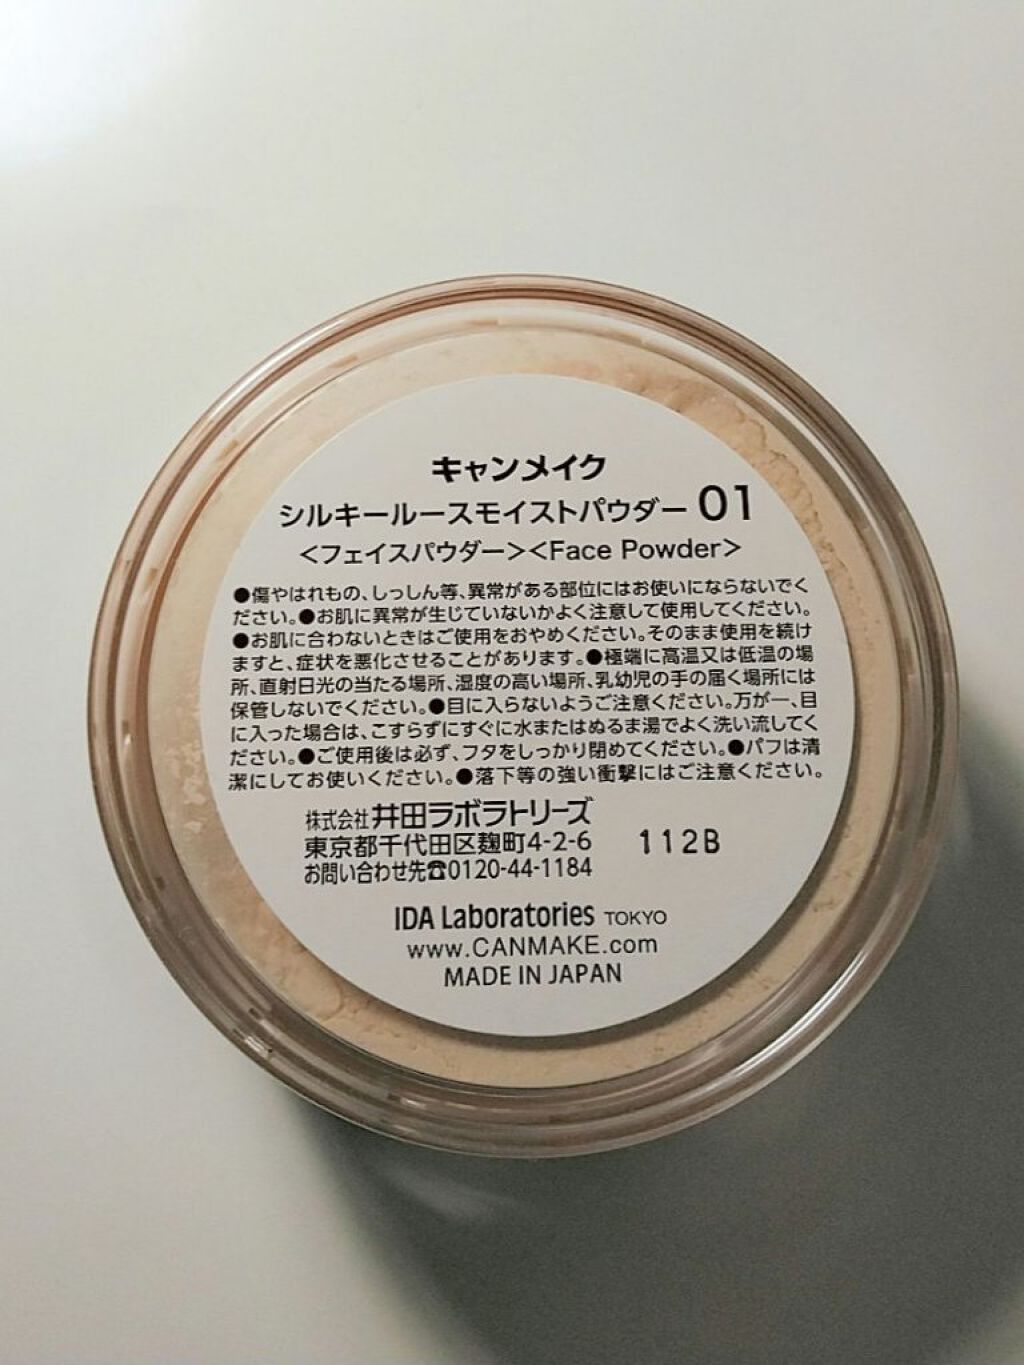 キャンメイク
シルキールースモイストパウダー 01
<フェイスパウダー><Face Powder>
●傷やはれもの、しっしん等、異常がある部位にはお使いにならないでく
ださい。●お肌に異常が生じていないかよく注意して使用してください。
●お肌に合わないときはご使用をおやめください。そのまま使用を続け
ますと、症状を悪化させることがあります。●極端に高温又は低温の場
所、直射日光の当たる場所、湿度の高い場所、乳幼児の手の届く場所には
保管しないでください。●目に入らないようご注意ください。万が一、目
に入った場合は、こすらずにすぐに水またはぬるま湯でよく洗い流してく
ださい。●ご使用後は必ず、フタをしっかり閉めてください。●パフは清
潔にしてお使いください。●落下等の強い衝撃にはご注意ください。
株式会社井田ラボラトリーズ
東京都千代田区麹町4-2-6 112B
お問い合わせ先☎0120-44-1184
IDA Laboratories TOKYO
www.CANMAKE.com
MADE IN JAPAN